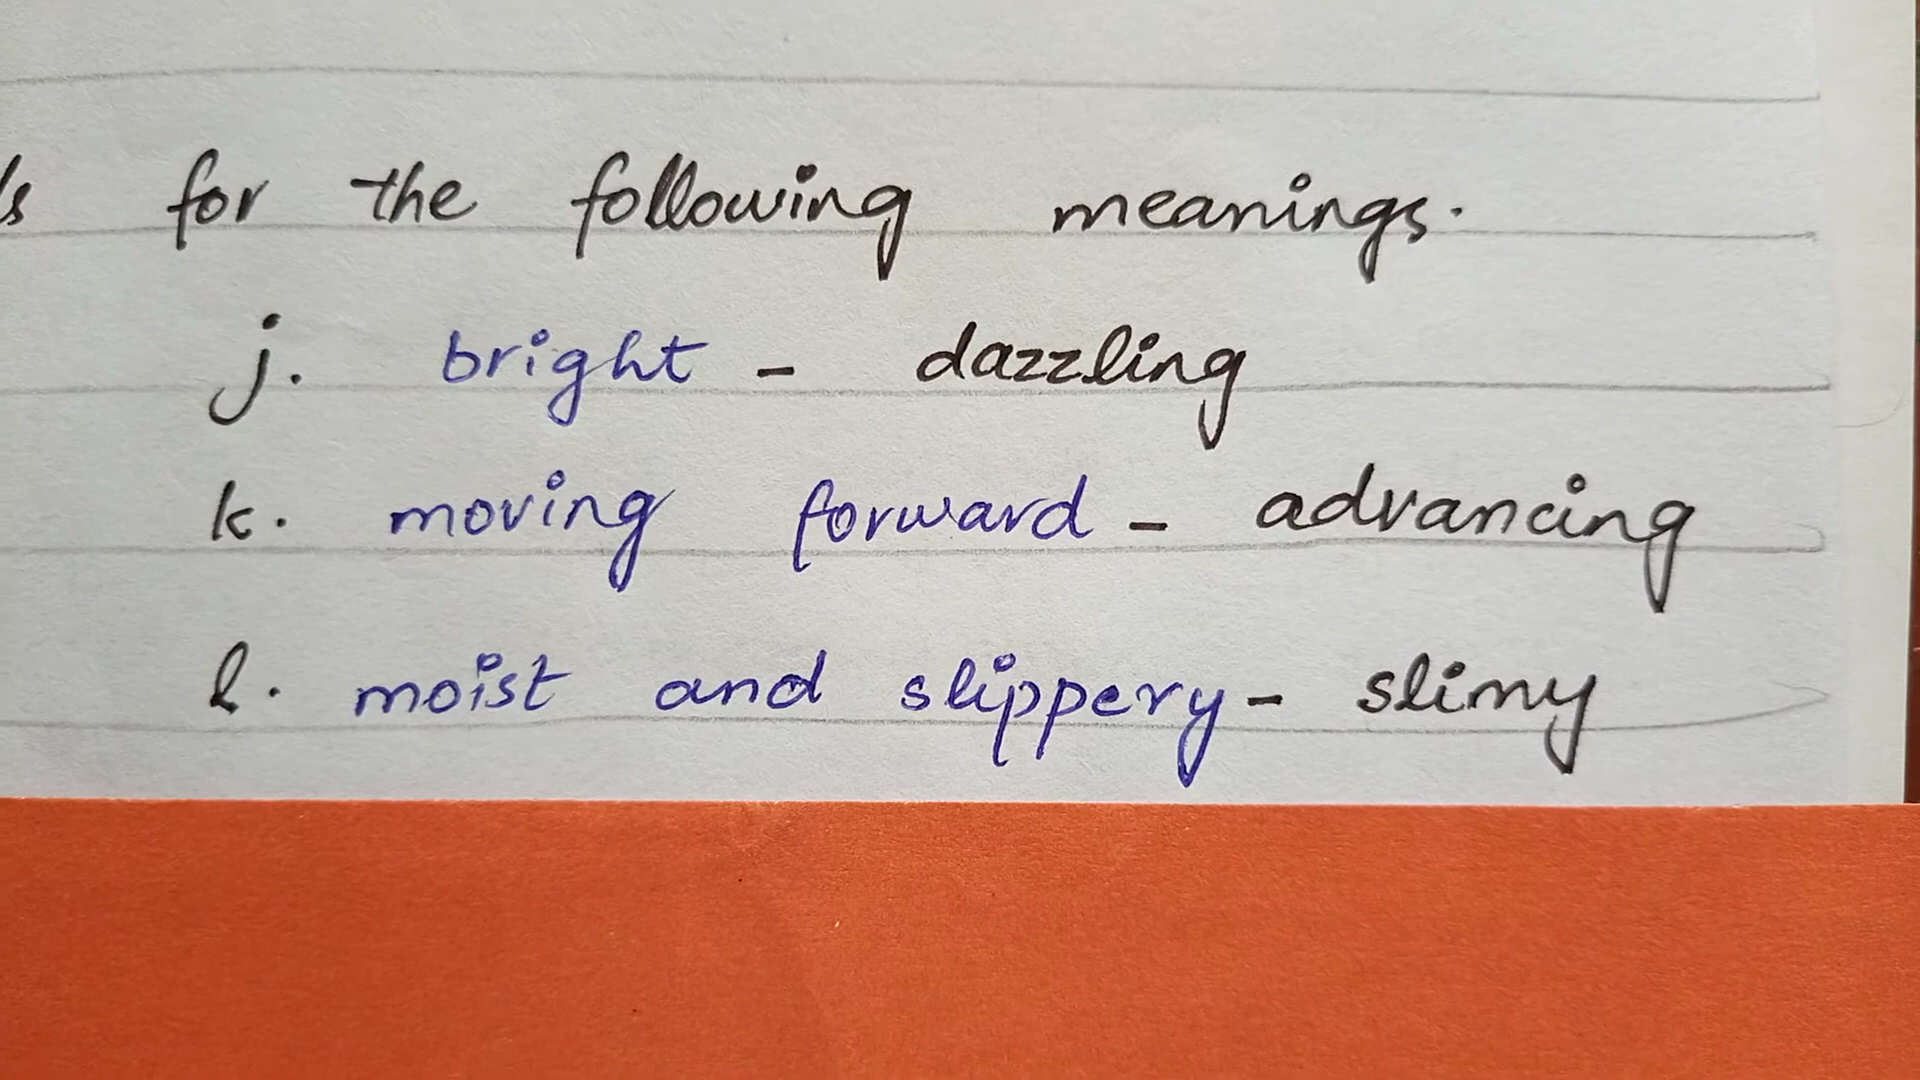 for the following meanings.
j. bright - dazzling
k. moving forward - advancing
l. moist and slippery - slimy